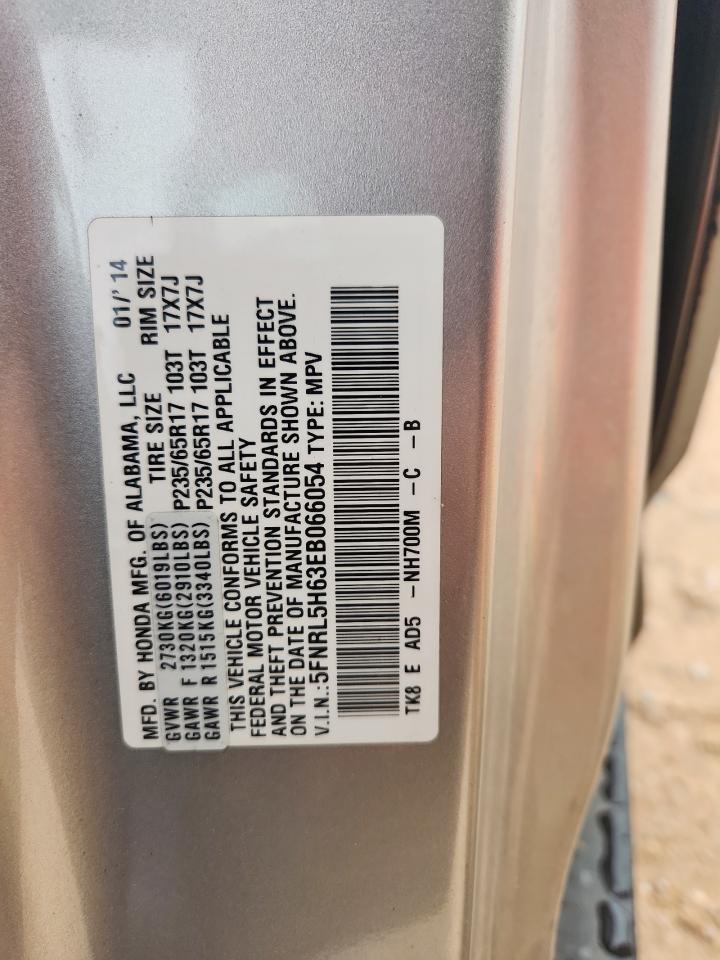 MFD. BY HONDA MFG. OF ALABAMA, LLC 01/'14
TIRE SIZE RIM SIZE
GVWR 2730KG(6019LBS)
GAWR F 1320KG(2910LBS) P235/65R17 103T 17X7J
GAWR R 1515KG(3340LBS) P235/65R17 103T 17X7J
THIS VEHICLE CONFORMS TO ALL APPLICABLE
FEDERAL MOTOR VEHICLE SAFETY
AND THEFT PREVENTION STANDARDS IN EFFECT
ON THE DATE OF MANUFACTURE SHOWN ABOVE.
V.I.N.:5FNRL5H63EB066054 TYPE: MPV
TK8 E AD5 -NH700M -C -B